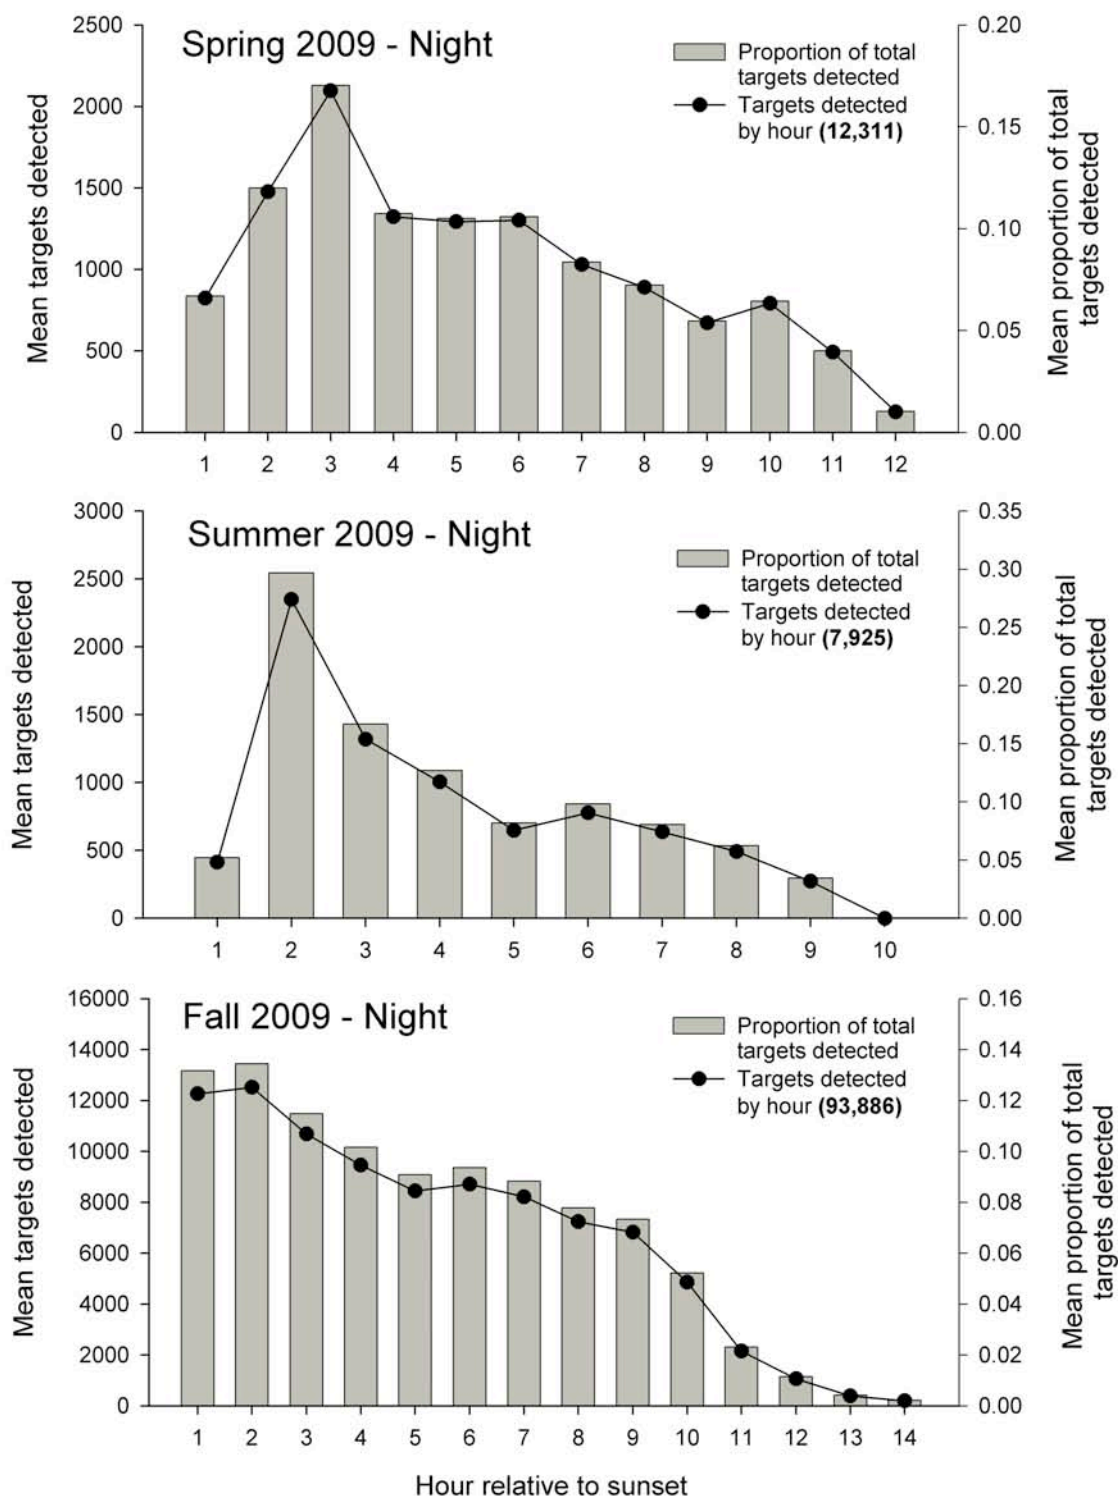 Spring 2009 - Night
Proportion of total
targets detected
Targets detected
by hour (12,311)
Mean targets detected
2500
2000
1500
1000
500
0
Mean proportion of total
targets detected
0.20
0.15
0.10
0.05
0.00
1 2 3 4 5 6 7 8 9 10 11 12
Summer 2009 - Night
Proportion of total
targets detected
Targets detected
by hour (7,925)
Mean targets detected
3000
2500
2000
1500
1000
500
0
Mean proportion of total
targets detected
0.35
0.30
0.25
0.20
0.15
0.10
0.05
0.00
1 2 3 4 5 6 7 8 9 10
Fall 2009 - Night
Proportion of total
targets detected
Targets detected
by hour (93,886)
Mean targets detected
16000
14000
12000
10000
8000
6000
4000
2000
0
Mean proportion of total
targets detected
0.16
0.14
0.12
0.10
0.08
0.06
0.04
0.02
0.00
1 2 3 4 5 6 7 8 9 10 11 12 13 14
Hour relative to sunset